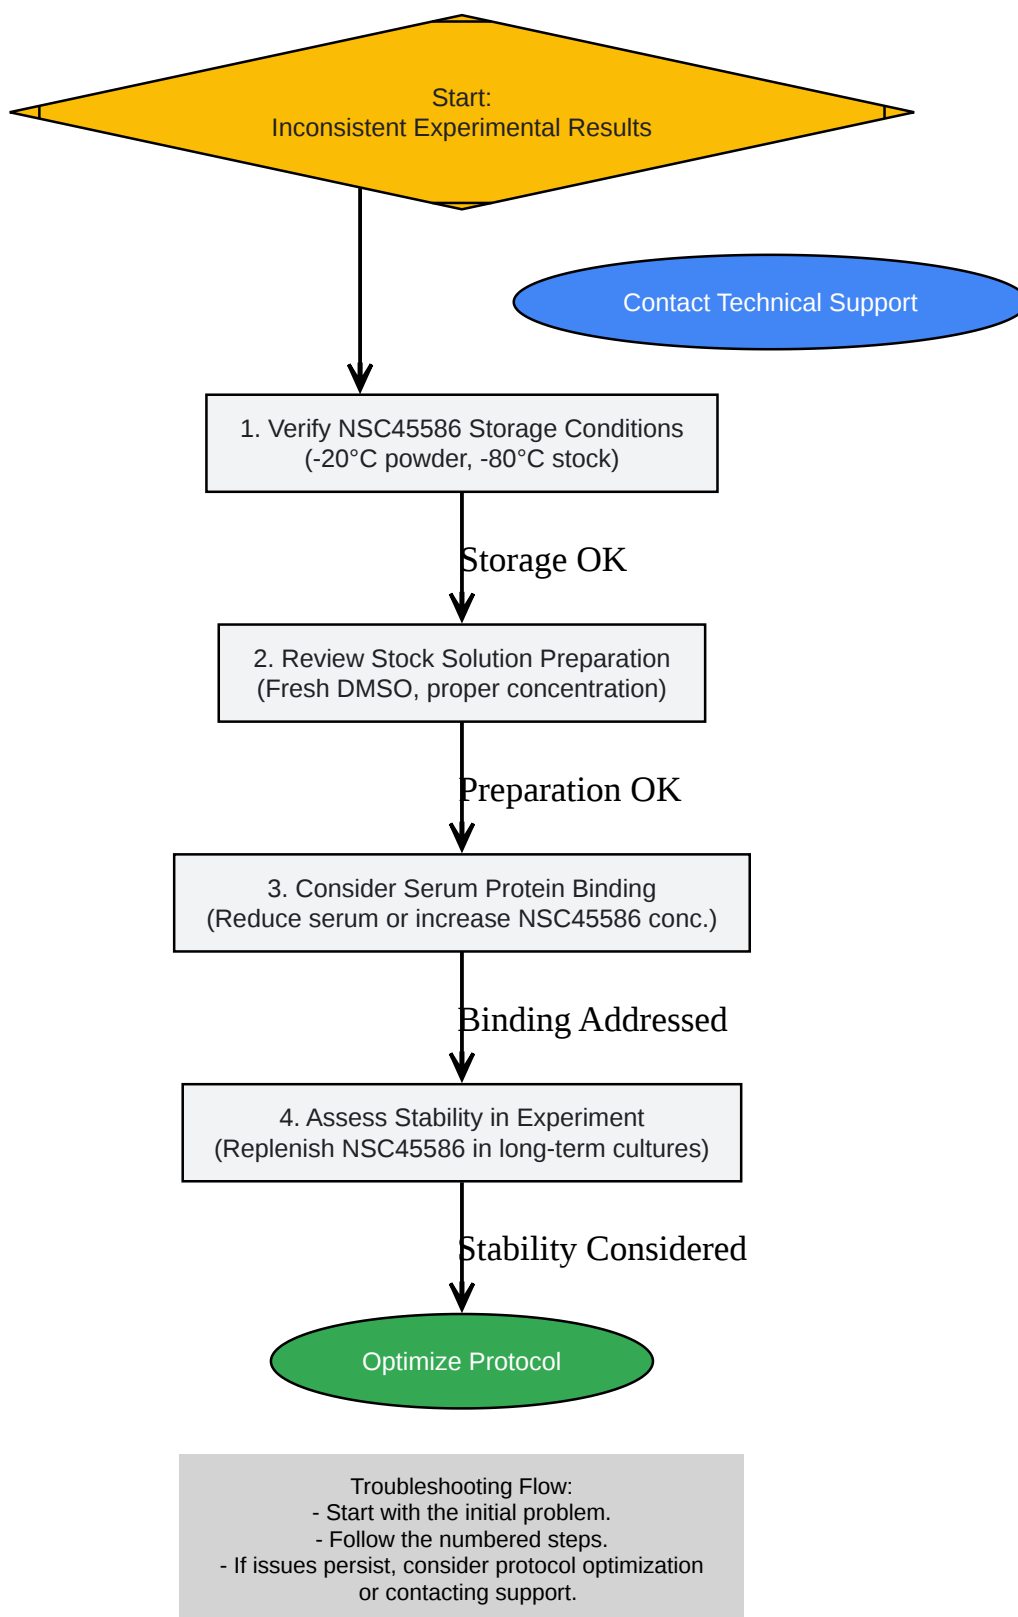 Start:
Inconsistent Experimental Results
Contact Technical Support
1. Verify NSC45586 Storage Conditions
(-20°C powder, -80°C stock)
Storage OK
2. Review Stock Solution Preparation
(Fresh DMSO, proper concentration)
Preparation OK
3. Consider Serum Protein Binding
(Reduce serum or increase NSC45586 conc.)
Binding Addressed
4. Assess Stability in Experiment
(Replenish NSC45586 in long-term cultures)
Stability Considered
Optimize Protocol
Troubleshooting Flow:
- Start with the initial problem.
- Follow the numbered steps.
- If issues persist, consider protocol optimization
or contacting support.